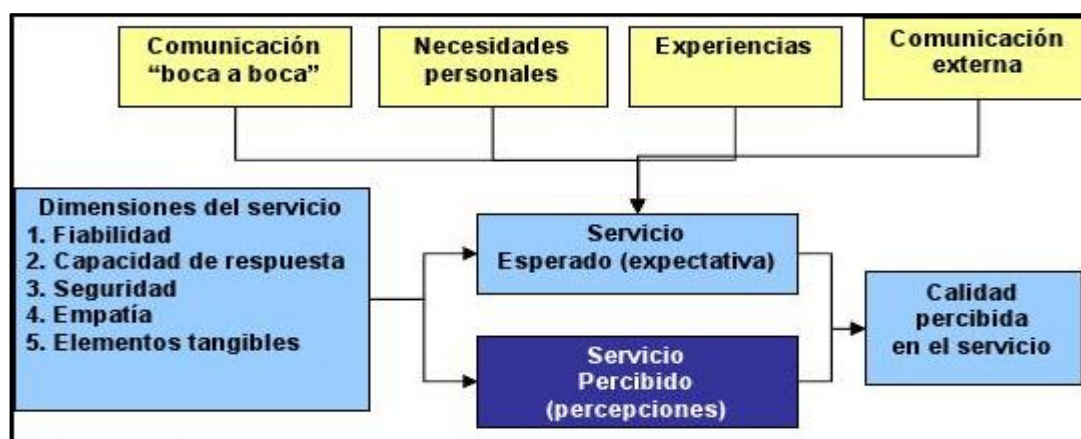 Comunicación
“boca a boca”
Necesidades
personales
Experiencias
Comunicación
externa
Dimensiones del servicio
1. Fiabilidad
2. Capacidad de respuesta
3. Seguridad
4. Empatía
5. Elementos tangibles
Servicio
Esperado (expectativa)
Servicio
Percibido
(percepciones)
Calidad
percibida
en el servicio